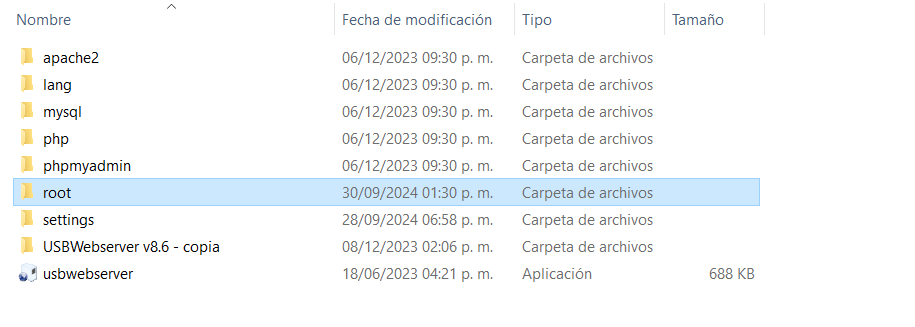 Nombre Fecha de modificación Tipo Tamaño
apache2 06/12/2023 09:30 p. m. Carpeta de archivos
lang 06/12/2023 09:30 p. m. Carpeta de archivos
mysql 06/12/2023 09:30 p. m. Carpeta de archivos
php 06/12/2023 09:30 p. m. Carpeta de archivos
phpmyadmin 06/12/2023 09:30 p. m. Carpeta de archivos
root 30/09/2024 01:30 p. m. Carpeta de archivos
settings 28/09/2024 06:58 p. m. Carpeta de archivos
USBWebserver v8.6 - copia 08/12/2023 02:06 p. m. Carpeta de archivos
usbwebserver 18/06/2023 04:21 p. m. Aplicación 688 KB